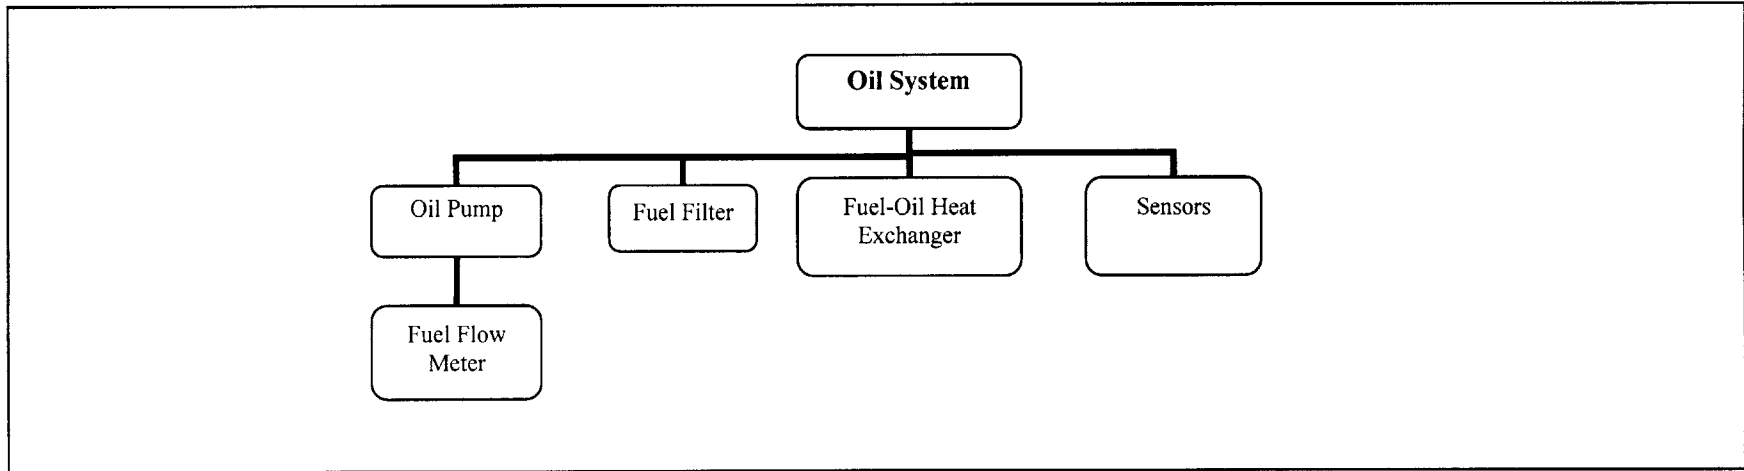 Oil System
Oil Pump
Fuel Filter
Fuel-Oil Heat
Exchanger
Sensors
Fuel Flow
Meter